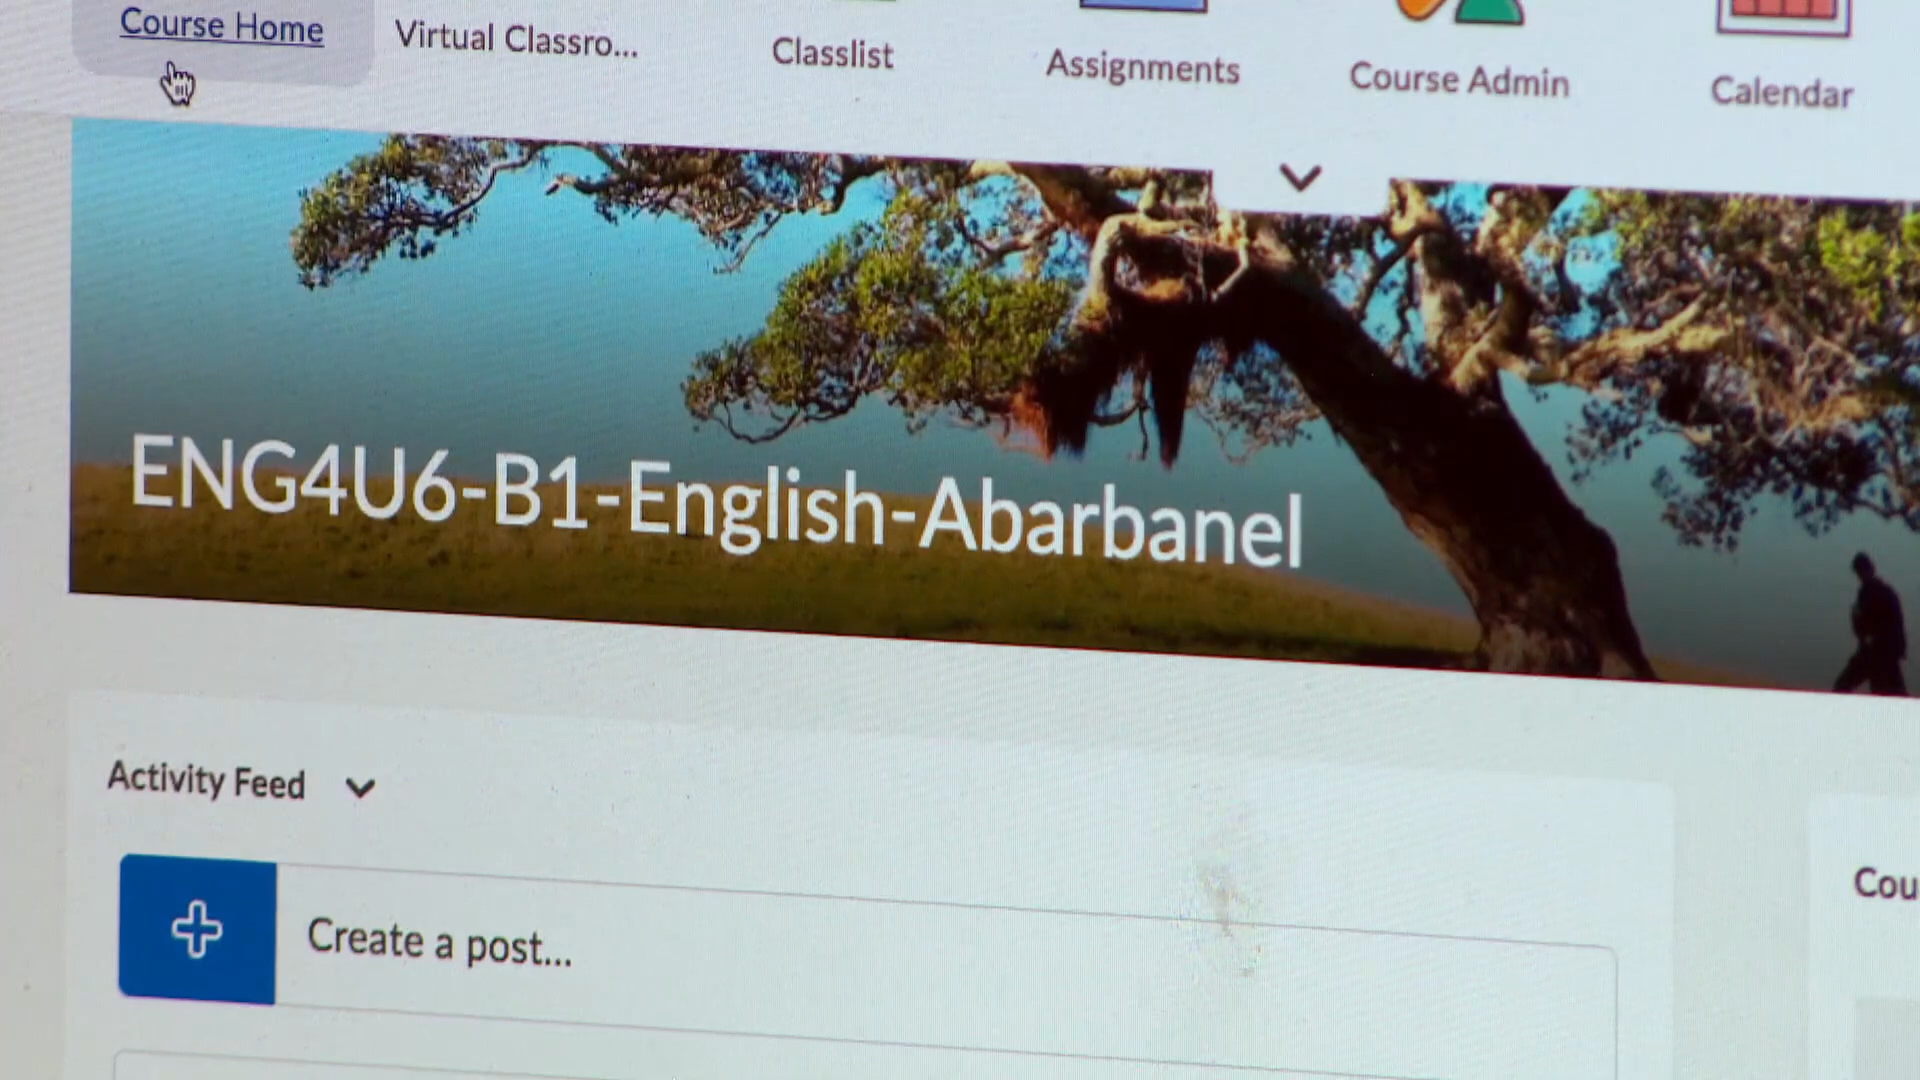 Course Home
Virtual Classro...
Classlist
Assignments
Course Admin
Calendar
ENG4U6-B1-English-Abarbanel
Activity Feed
Create a post...
Cou